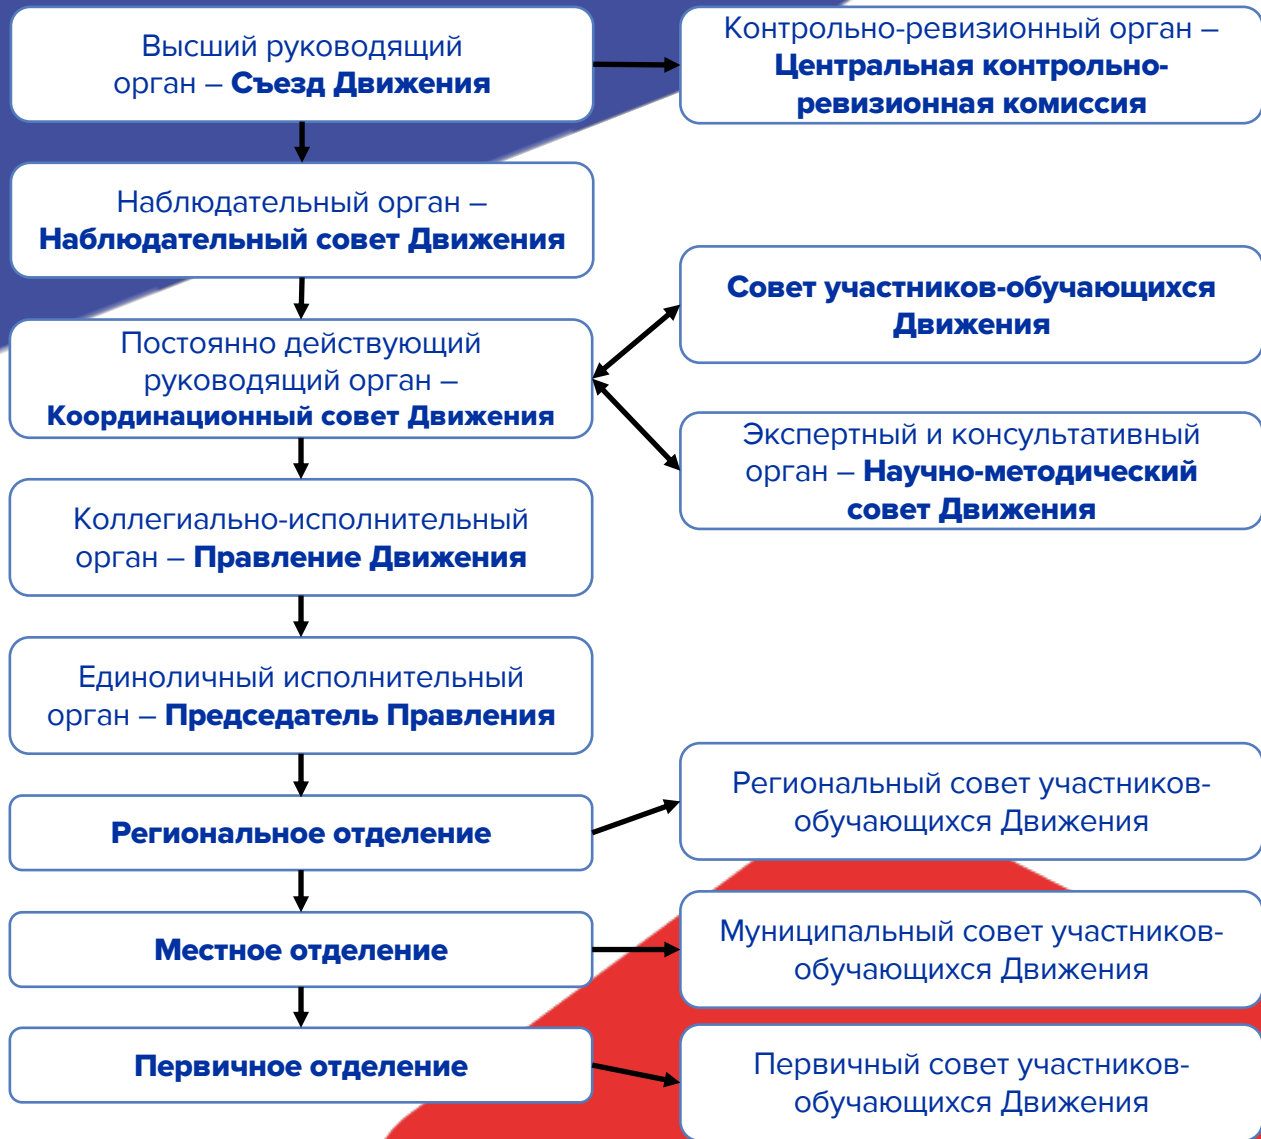 Высший руководящий
орган – Съезд Движения
Контрольно-ревизионный орган –
Центральная контрольно-
ревизионная комиссия
Наблюдательный орган –
Наблюдательный совет Движения
Совет участников-обучающихся
Движения
Постоянно действующий
руководящий орган –
Координационный совет Движения
Экспертный и консультативный
орган – Научно-методический
совет Движения
Коллегиально-исполнительный
орган – Правление Движения
Единоличный исполнительный
орган – Председатель Правления
Региональное отделение
Региональный совет участников-
обучающихся Движения
Местное отделение
Муниципальный совет участников-
обучающихся Движения
Первичное отделение
Первичный совет участников-
обучающихся Движения